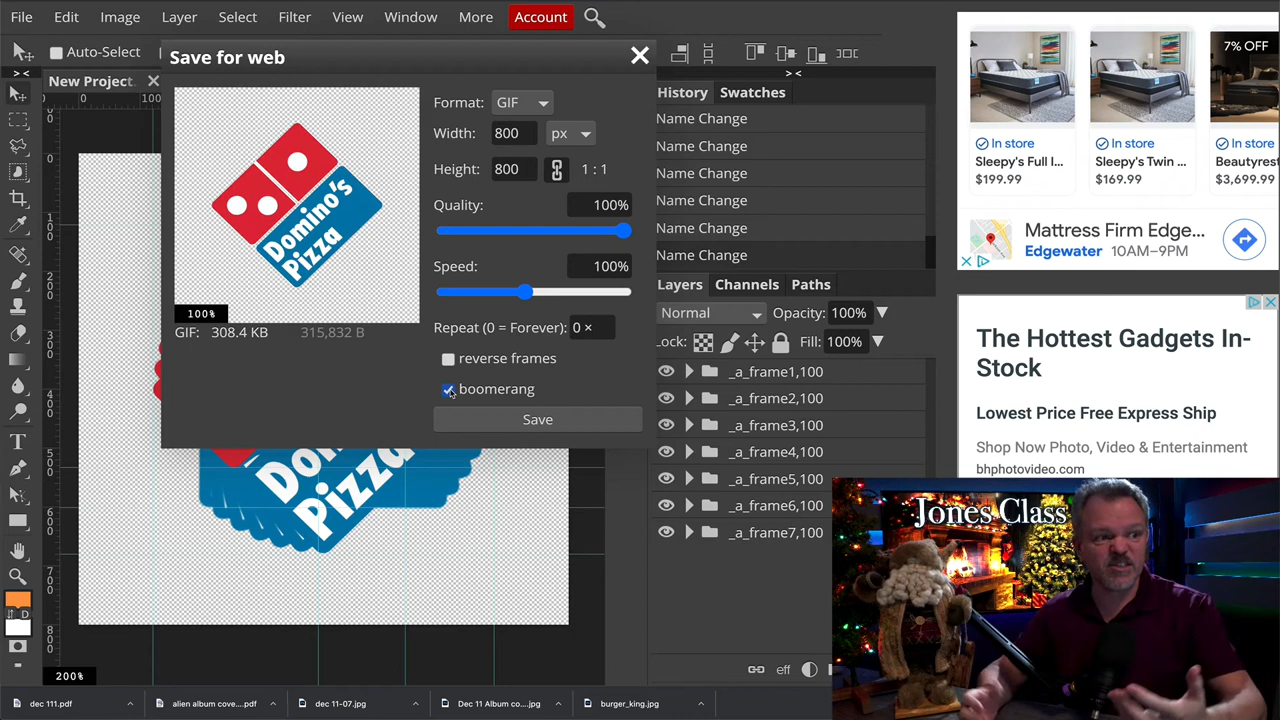 File Edit Image Layer Select Filter View Window More Account
Auto-Select
Save for web
New Project.
0 100
History Swatches
Name Change
Name Change
Name Change
Name Change
Name Change
Name Change
Domino's
Pizza
100%
GIF: 308.4 KB 315,832 B
Format: GIF
Width: 800 px
Height: 800 1 : 1
Quality: 100%
Speed: 100%
Repeat (0 = Forever): 0 ×
reverse frames
boomerang
Save
Layers Channels Paths
Normal Opacity: 100%
Lock: Fill: 100%
_a_frame1,100
_a_frame2,100
_a_frame3,100
_a_frame4,100
_a_frame5,100
_a_frame6,100
_a_frame7,100
eff
Pizza
200%
7% OFF
In store In store In store
Sleepy's Full I... Sleepy's Twin ... Beautyrest
$199.99 $169.99 $3,699.99
Mattress Firm Edge...
Edgewater 10AM–9PM
The Hottest Gadgets In-
Stock
Lowest Price Free Express Ship
Shop Now Photo, Video & Entertainment
bhphotovideo.com
Jones Class
dec 111.pdf alien album cove....pdf dec 11-07.jpg Dec 11 Album co....jpg burger_king.jpg